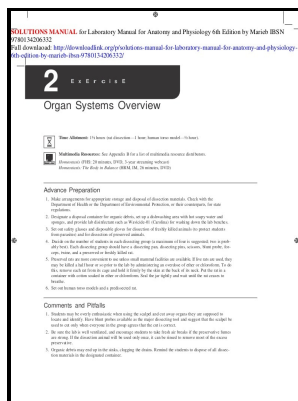 SOLUTIONS MANUAL for Laboratory Manual for Anatomy and Physiology 6th Edition by Marieb IBSN
9780134206332
Full downlaod: http://downloadlink.org/p/solutions-manual-for-laboratory-manual-for-anatomy-and-physiology-
6th-edition-by-marieb-ibsn-9780134206332/
2 ExErcisE
Organ Systems Overview
Time Allotment: 1½ hours (rat dissection—1 hour; human torso model—½ hour).
Multimedia Resources: See Appendix B for a list of multimedia resource distributors.
Homeostasis (FHS, 20 minutes, DVD, 3-year streaming webcast)
Homeostasis: The Body in Balance (HRM, IM, 26 minutes, DVD)
Advance Preparation
1. Make arrangements for appropriate storage and disposal of dissection materials. Check with the
Department of Health or the Department of Environmental Protection, or their counterparts, for state
regulations.
2. Designate a disposal container for organic debris, set up a dishwashing area with hot soapy water and
sponges, and provide lab disinfectant such as Wavicide-01 (Carolina) for washing down the lab benches.
3. Set out safety glasses and disposable gloves for dissection of freshly killed animals to protect students
from parasites and for dissection of preserved animals.
4. Decide on the number of students in each dissecting group (a maximum of four is suggested, two is prob-
ably best). Each dissecting group should have a dissecting pan, dissecting pins, scissors, blunt probe, for-
ceps, twine, and a preserved or freshly killed rat.
5. Preserved rats are more convenient to use unless small mammal facilities are available. If live rats are used, they
may be killed a half hour or so prior to the lab by administering an overdose of ether or chloroform. To do
this, remove each rat from its cage and hold it firmly by the skin at the back of its neck. Put the rat in a
container with cotton soaked in ether or chloroform. Seal the jar tightly and wait until the rat ceases to
breathe.
6. Set out human torso models and a predissected rat.
Comments and Pitfalls
1. Students may be overly enthusiastic when using the scalpel and cut away organs they are supposed to
locate and identify. Have blunt probes available as the major dissecting tool and suggest that the scalpel be
used to cut only when everyone in the group agrees that the cut is correct.
2. Be sure the lab is well ventilated, and encourage students to take fresh air breaks if the preservative fumes
are strong. If the dissection animal will be used only once, it can be rinsed to remove most of the excess
preservative.
3. Organic debris may end up in the sinks, clogging the drains. Remind the students to dispose of all dissec-
tion materials in the designated container.